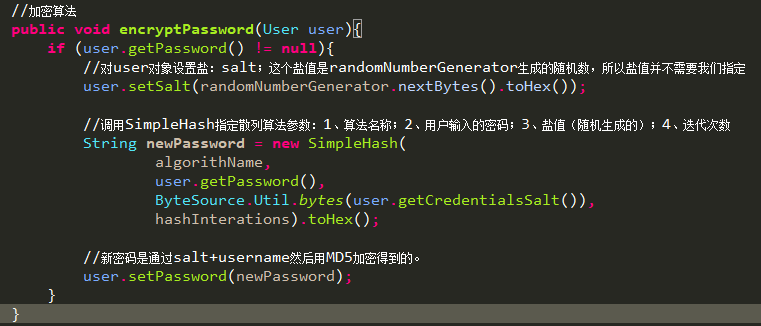 //加密算法
public void encryptPassword(User user){
if (user.getPassword() != null){
//对user对象设置盐：salt；这个盐值是randomNumberGenerator生成的随机数，所以盐值并不需要我们指定
user.setSalt(randomNumberGenerator.nextBytes().toHex());
//调用SimpleHash指定散列算法参数：1、算法名称；2、用户输入的密码；3、盐值（随机生成的）；4、迭代次数
String newPassword = new SimpleHash(
algorithName,
user.getPassword(),
ByteSource.Util.bytes(user.getCredentialsSalt()),
hashInterations).toHex();
//新密码是通过salt+username然后用MD5加密得到的。
user.setPassword(newPassword);
}
}